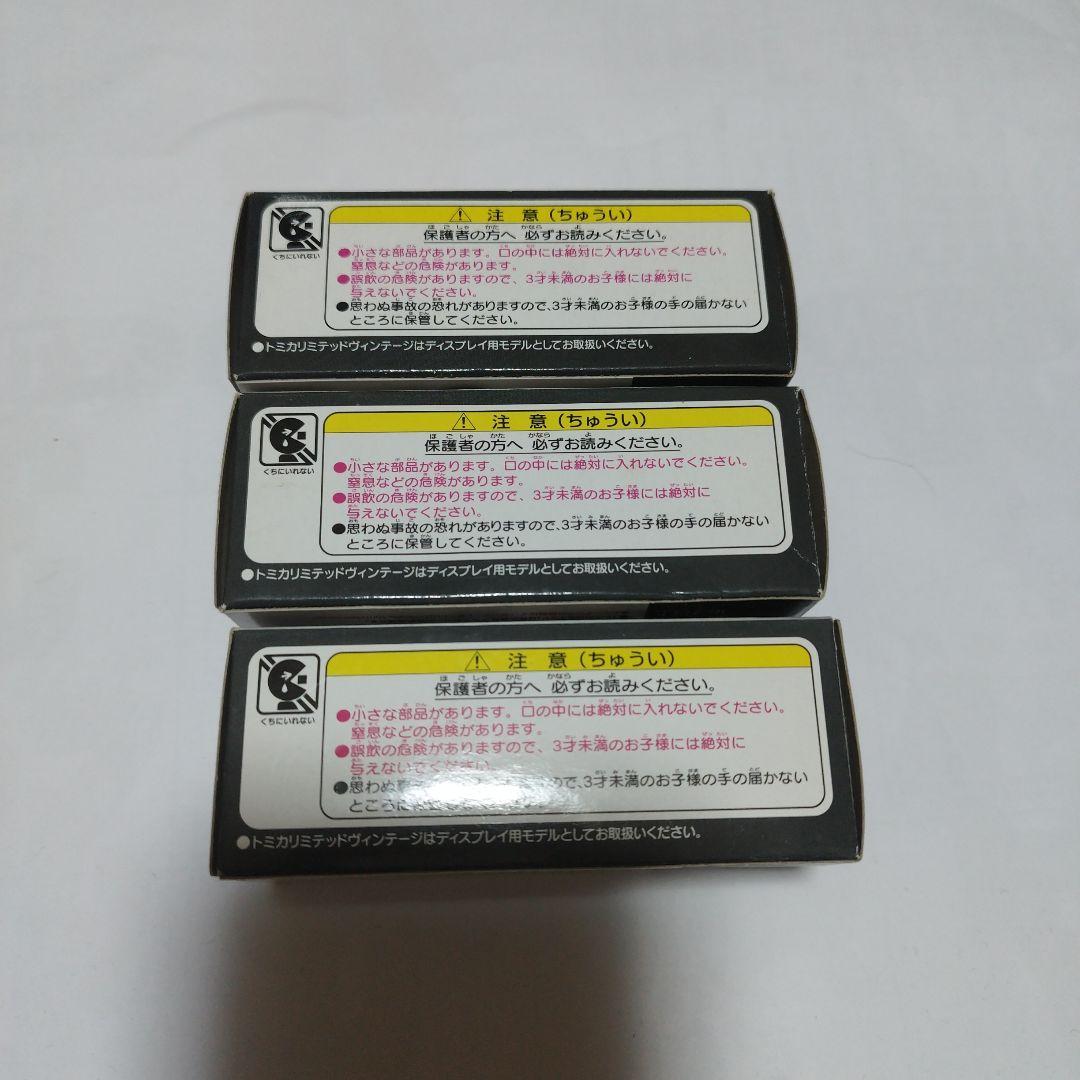 注 意(ちゅうい)
保護者の方へ 必ずお読みください。
●小さな部品があります。口の中には絶対に入れないでください。
窒息などの危険があります。
●誤飲の危険がありますので、3才未満のお子様には絶対に
与えないでください。
●思わぬ事故の恐れがありますので、3才未満のお子様の手の届かない
ところに保管してください。
くちにいれない
●トミカリミテッドヴィンテージはディスプレイ用モデルとしてお取扱いください。
注 意(ちゅうい)
保護者の方へ 必ずお読みください。
●小さな部品があります。口の中には絶対に入れないでください。
窒息などの危険があります。
●誤飲の危険がありますので、3才未満のお子様には絶対に
与えないでください。
●思わぬ事故の恐れがありますので、3才未満のお子様の手の届かない
ところに保管してください。
くちにいれない
●トミカリミテッドヴィンテージはディスプレイ用モデルとしてお取扱いください。
注 意(ちゅうい)
保護者の方へ 必ずお読みください。
●小さな部品があります。口の中には絶対に入れないでください。
窒息などの危険があります。
●誤飲の危険がありますので、3才未満のお子様には絶対に
与えないでください。
●思わぬ ので、3才未満のお子様の手の届かない
ところに してください。
くちにいれない
●トミカリミテッドヴィンテージはディスプレイ用モデルとしてお取扱いください。